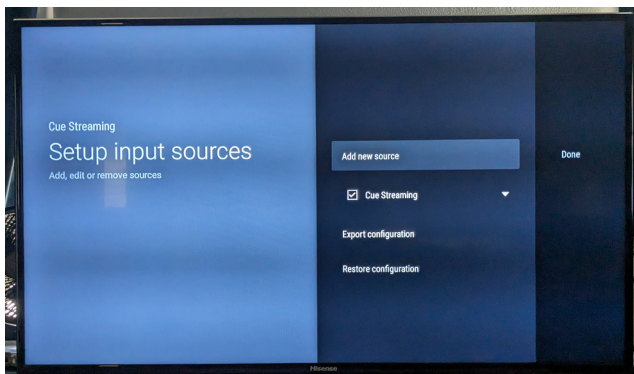 Cue Streaming
Setup input sources
Add, edit or remove sources
Add new source
Done
Cue Streaming
Export configuration
Restore configuration
Hisense